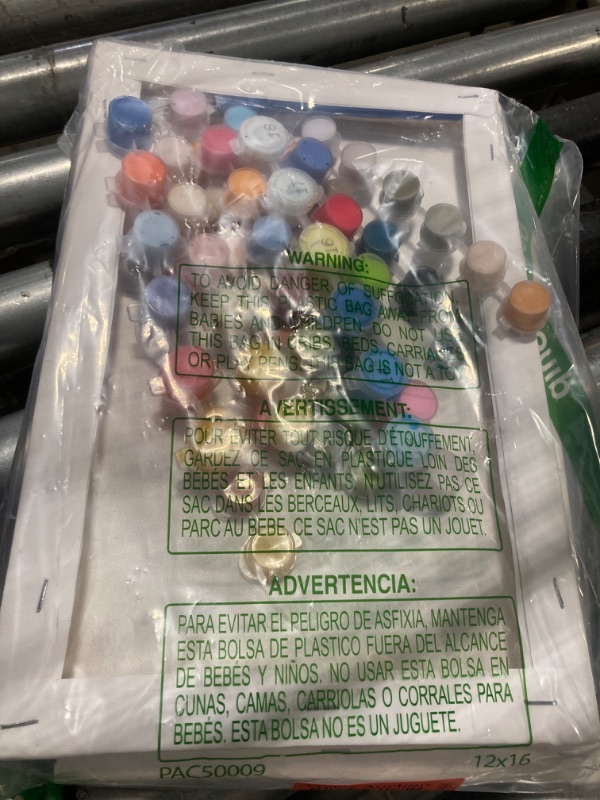 18
16
WARNING:
TO AVOID DANGER OF SUFFOCATION,
KEEP THIS PLASTIC BAG AWAY FROM
BABIES AND CHILDREN. DO NOT USE
THIS BAG IN CRIBS, BEDS, CARRIAGES
OR PLAY PENS. THIS BAG IS NOT A TOY
AVERTISSEMENT:
POUR EVITER TOUT RISQUE D'ÉTOUFFEMENT,
GARDEZ CE SAC EN PLASTIQUE LOIN DES
BÉBÉS ET LES ENFANTS. N'UTILISEZ PAS CE
SAC DANS LES BERCEAUX, LITS, CHARIOTS OU
PARC AU BEBE. CE SAC N'EST PAS UN JOUET.
ADVERTENCIA:
PARA EVITAR EL PELIGRO DE ASFIXIA, MANTENGA
ESTA BOLSA DE PLASTICO FUERA DEL ALCANCE
DE BEBÉS Y NIÑOS. NO USAR ESTA BOLSA EN
CUNAS, CAMAS, CARRIOLAS O CORRALES PARA
BEBÉS. ESTA BOLSA NO ES UN JUGUETE.
PAC50009
12x16